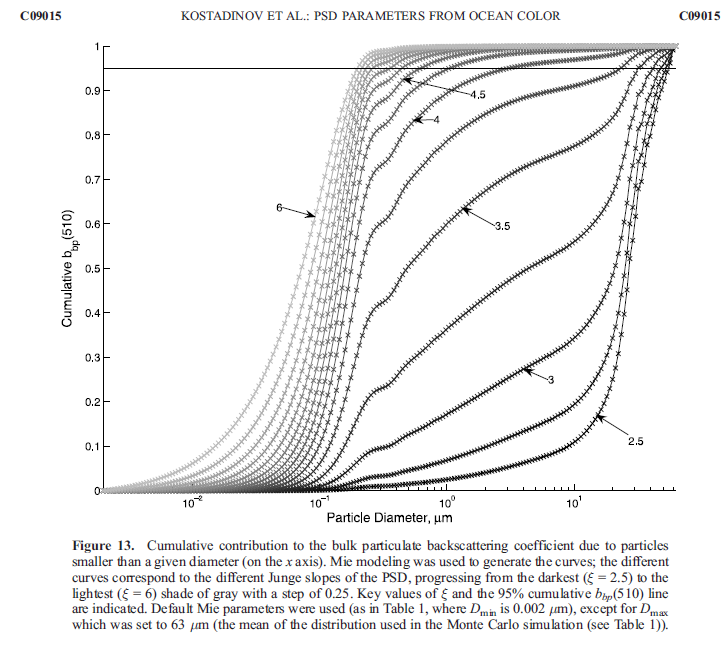 C09015 KOSTADINOV ET AL.: PSD PARAMETERS FROM OCEAN COLOR C09015
1
0.9
0.8
0.7
0.6
0.5
0.4
0.3
0.2
0.1
0
Cumulative b_bp(510)
4.5
4
6
3.5
3
2.5
10⁻² 10⁻¹ 10⁰ 10¹
Particle Diameter, μm
Figure 13. Cumulative contribution to the bulk particulate backscattering coefficient due to particles
smaller than a given diameter (on the x axis). Mie modeling was used to generate the curves; the different
curves correspond to the different Junge slopes of the PSD, progressing from the darkest (ξ = 2.5) to the
lightest (ξ = 6) shade of gray with a step of 0.25. Key values of ξ and the 95% cumulative b_bp(510) line
are indicated. Default Mie parameters were used (as in Table 1, where D_min is 0.002 μm), except for D_max
which was set to 63 μm (the mean of the distribution used in the Monte Carlo simulation (see Table 1)).